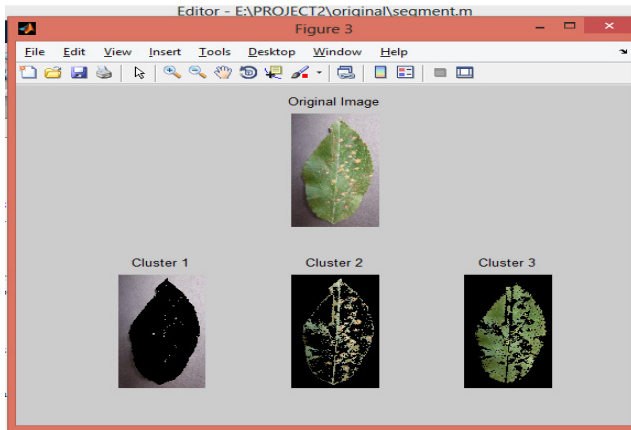 Editor - E:\PROJECT2\original\segment.m
Figure 3
File Edit View Insert Tools Desktop Window Help
Original Image
Cluster 1 Cluster 2 Cluster 3